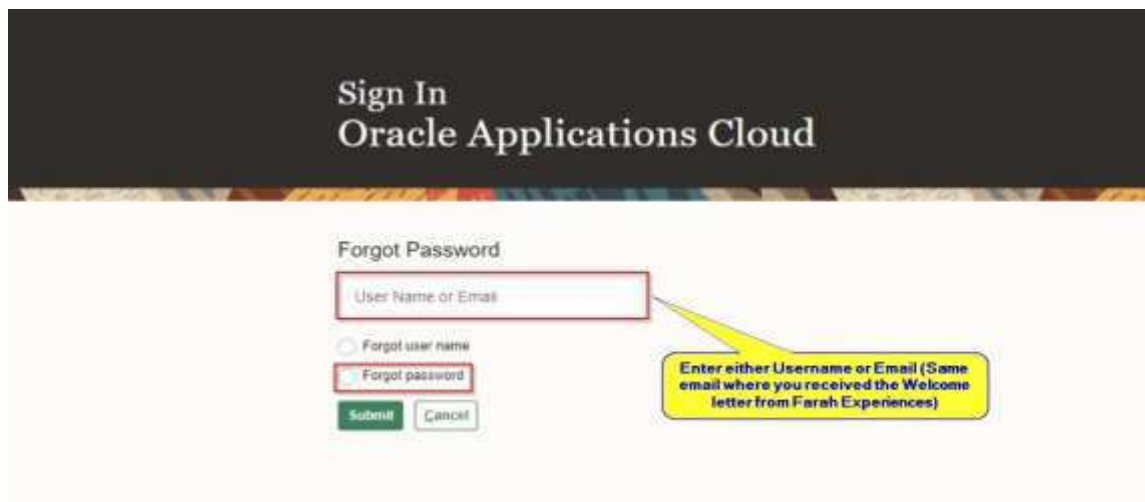 Sign In
Oracle Applications Cloud
Forgot Password
User Name or Email
Forgot user name
Forgot password
Submit Cancel
Enter either Username or Email (Same
email where you received the Welcome
letter from Farah Experiences)